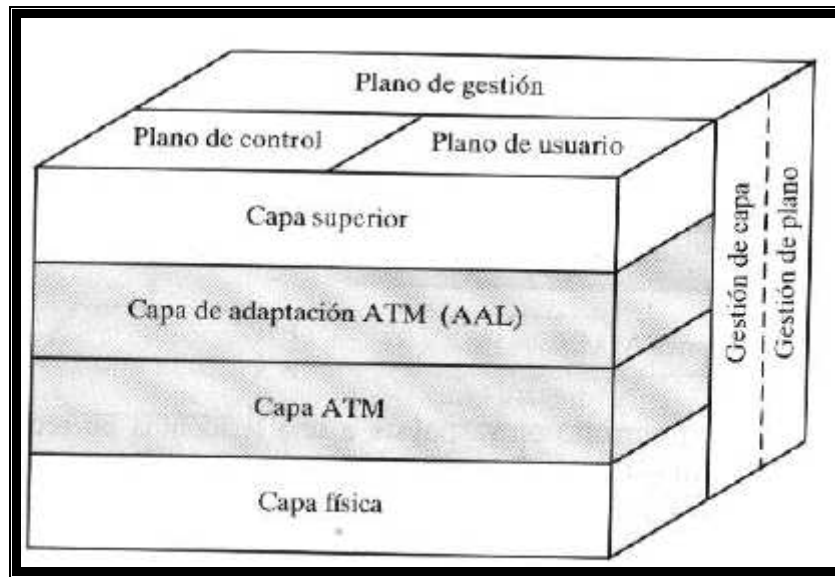 Plano de gestión
Plano de control
Plano de usuario
Capa superior
Capa de adaptación ATM (AAL)
Capa ATM
Capa física
Gestión de capa
Gestión de plano